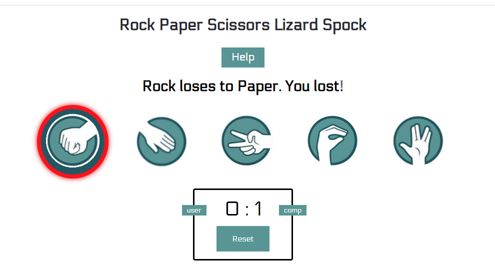 Rock Paper Scissors Lizard Spock
Help
Rock loses to Paper. You lost!
user 0 : 1 comp
Reset